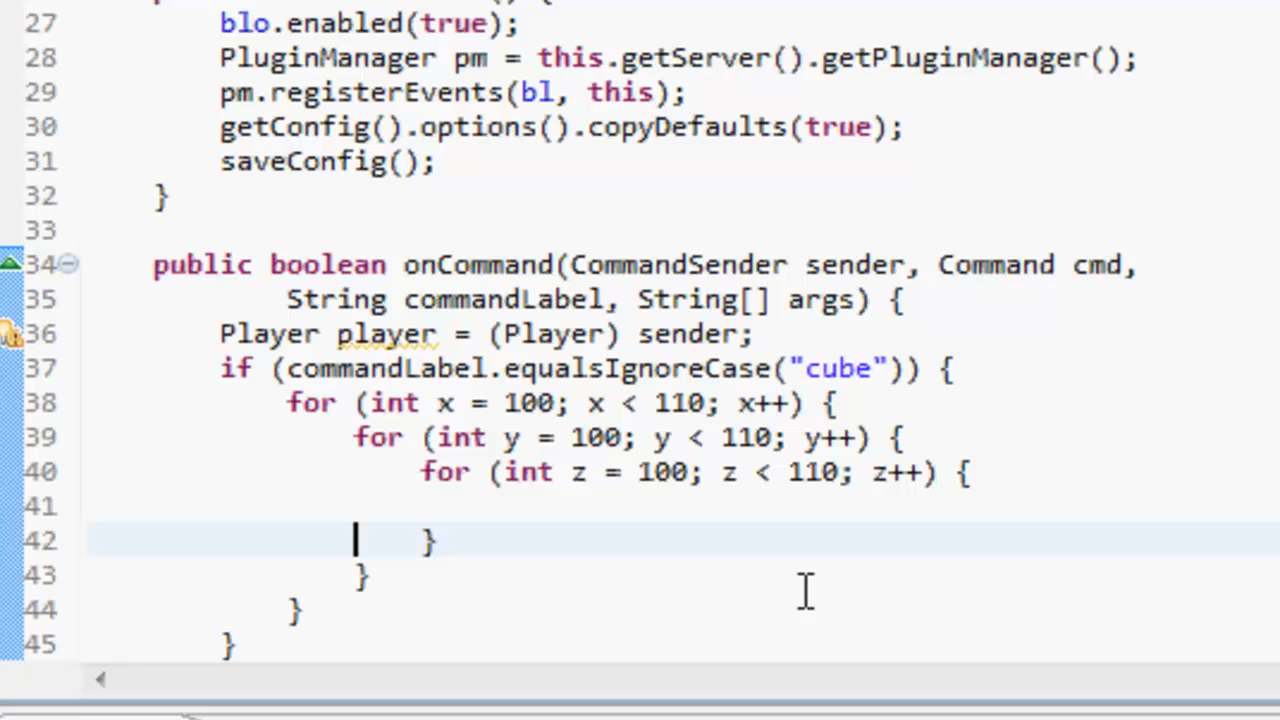 27 blo.enabled(true);
28 PluginManager pm = this.getServer().getPluginManager();
29 pm.registerEvents(bl, this);
30 getConfig().options().copyDefaults(true);
31 saveConfig();
32 }
33
34 public boolean onCommand(CommandSender sender, Command cmd,
35 String commandLabel, String[] args) {
36 Player player = (Player) sender;
37 if (commandLabel.equalsIgnoreCase("cube")) {
38 for (int x = 100; x < 110; x++) {
39 for (int y = 100; y < 110; y++) {
40 for (int z = 100; z < 110; z++) {
41
42 }
43 }
44 }
45 }